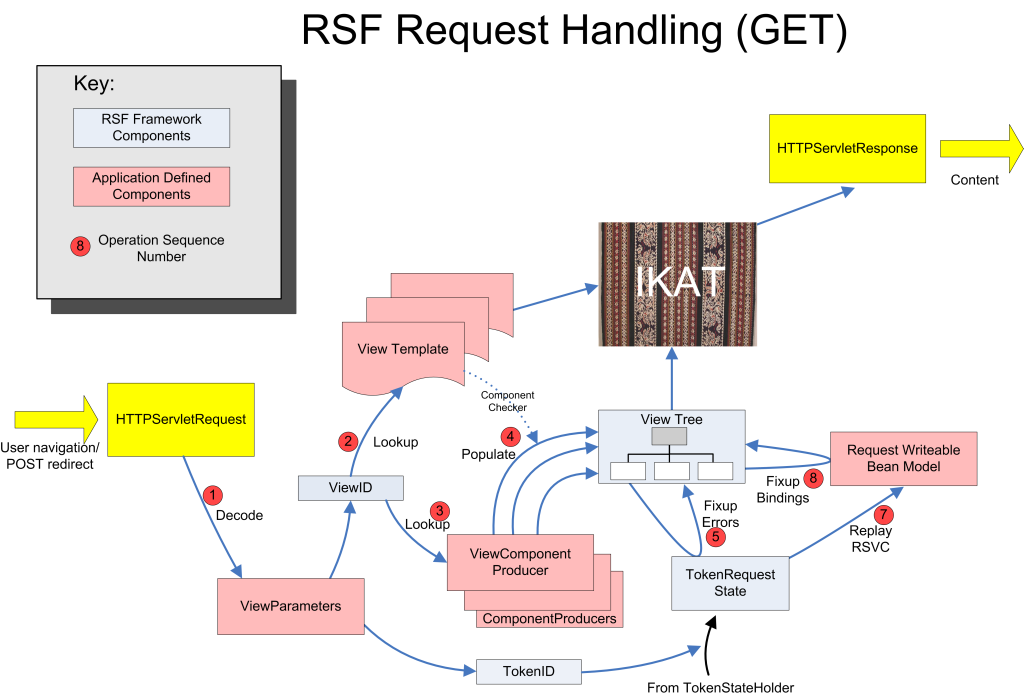 RSF Request Handling (GET)
Key:
RSF Framework
Components
Application Defined
Components
8
Operation Sequence
Number
HTTPServletResponse
Content
IKAT
View Template
Component
Checker
HTTPServletRequest
User navigation/
POST redirect
2
Lookup
4
Populate
View Tree
Request Writeable
Bean Model
8
Fixup
Bindings
ViewID
1
Decode
3
Lookup
Fixup
Errors
5
7
Replay
RSVC
ViewComponent
Producer
ComponentProducers
TokenRequest
State
ViewParameters
TokenID
From TokenStateHolder